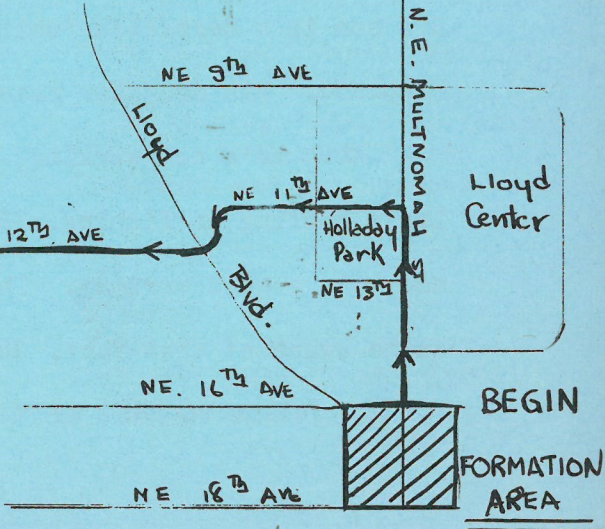 N.E. MULTNOMAH ST
NE 9TH AVE
Lloyd
Blvd.
Lloyd
Center
NE 11TH AVE
12TH AVE
Holladay
Park
NE 13TH
NE. 16TH AVE
BEGIN
FORMATION
AREA
NE 18TH AVE